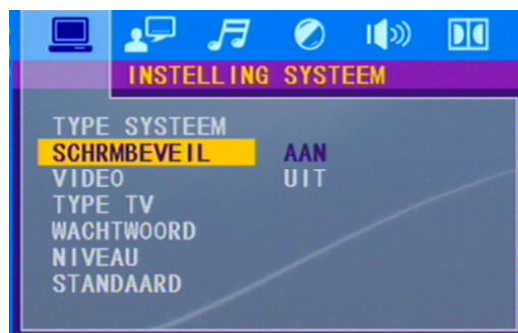 INSTELLING SYSTEEM
TYPE SYSTEEM
SCHRMBEVEIL AAN
VIDEO UIT
TYPE TV
WACHTWOORD
NIVEAU
STANDAARD